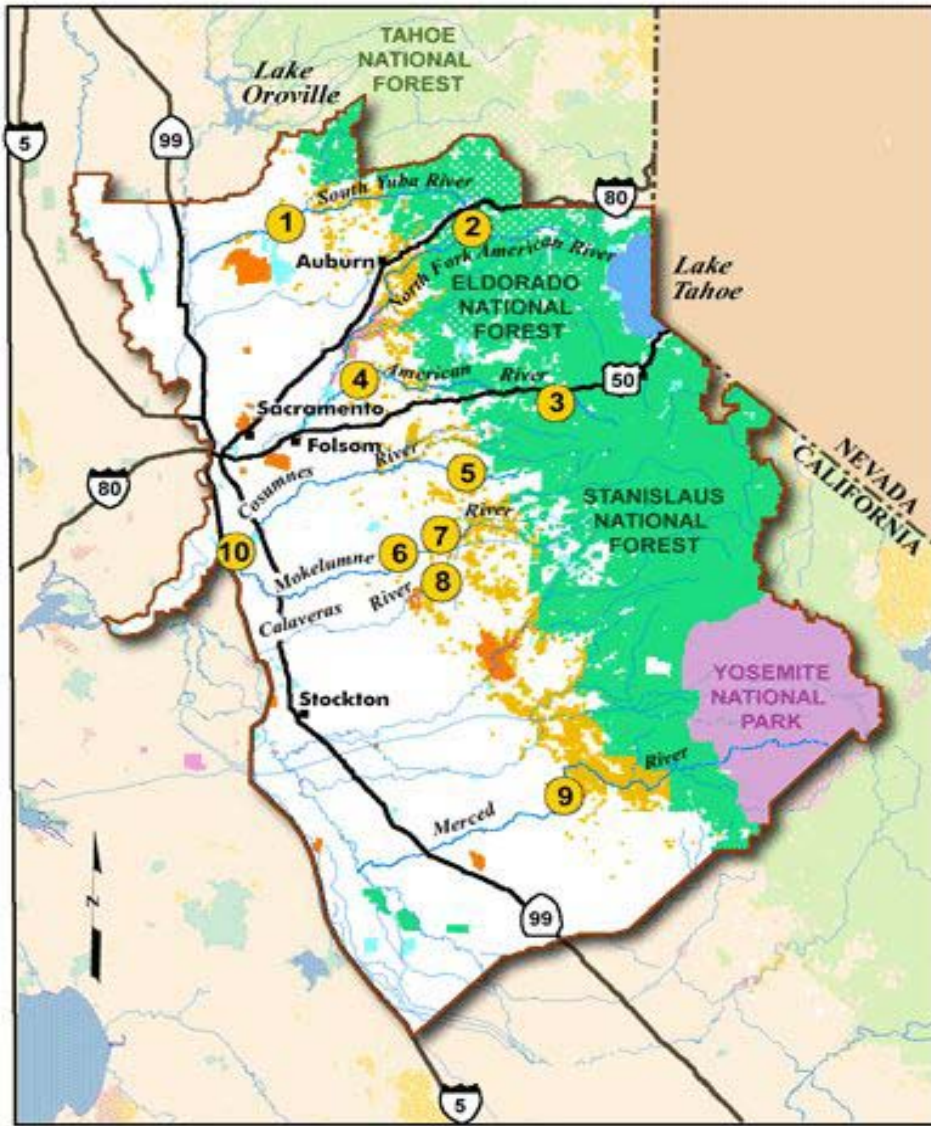 TAHOE
NATIONAL
FOREST
Lake
Oroville
5
99
80
South Yuba River
1
2
Auburn
North Fork American River
Lake
Tahoe
ELDORADO
NATIONAL
FOREST
4
American River
50
3
Sacramento
Folsom
80
Cosumnes River
5
NEVADA
CALIFORNIA
STANISLAUS
NATIONAL
FOREST
10
Mokelumne River
6
7
8
Calaveras River
YOSEMITE
NATIONAL
PARK
Stockton
Merced River
9
N
99
5